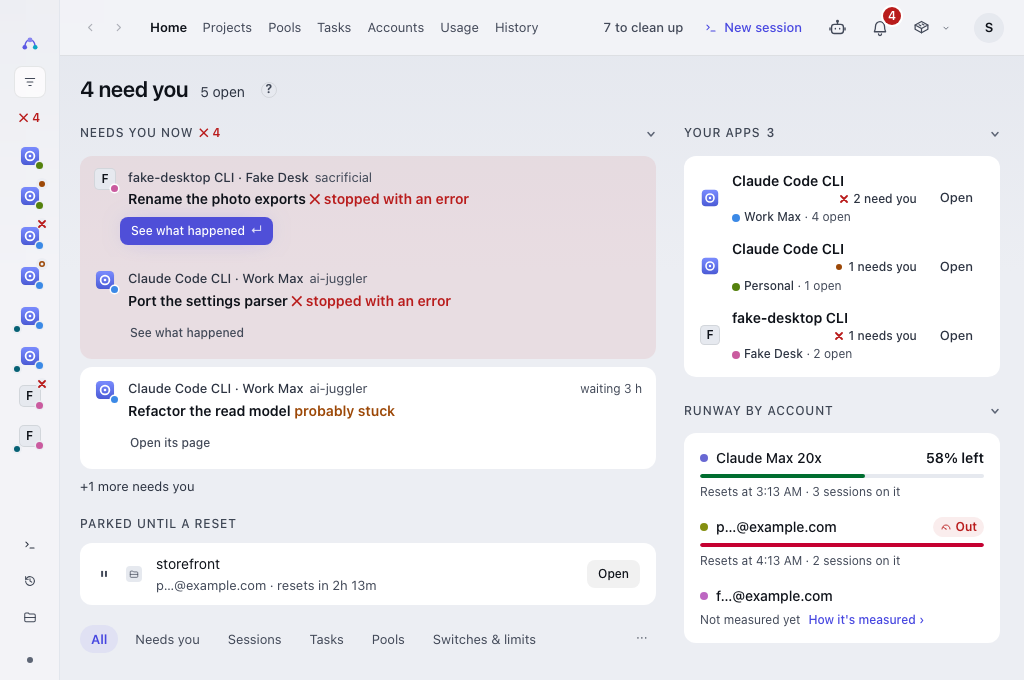 Home Projects Pools Tasks Accounts Usage History 7 to clean up New session 4 S
4 need you 5 open ?
4
NEEDS YOU NOW 4
F fake-desktop CLI · Fake Desk sacrificial
Rename the photo exports stopped with an error
See what happened
Claude Code CLI · Work Max ai-juggler
Port the settings parser stopped with an error
See what happened
Claude Code CLI · Work Max ai-juggler waiting 3 h
Refactor the read model probably stuck
Open its page
+1 more needs you
PARKED UNTIL A RESET
storefront
p...@example.com · resets in 2h 13m
Open
All Needs you Sessions Tasks Pools Switches & limits ...
YOUR APPS 3
Claude Code CLI
2 need you
Work Max · 4 open
Open
Claude Code CLI
1 needs you
Personal · 1 open
Open
F fake-desktop CLI
1 needs you
Fake Desk · 2 open
Open
RUNWAY BY ACCOUNT
Claude Max 20x 58% left
Resets at 3:13 AM · 3 sessions on it
p...@example.com Out
Resets at 4:13 AM · 2 sessions on it
f...@example.com
Not measured yet How it's measured ›
F
F